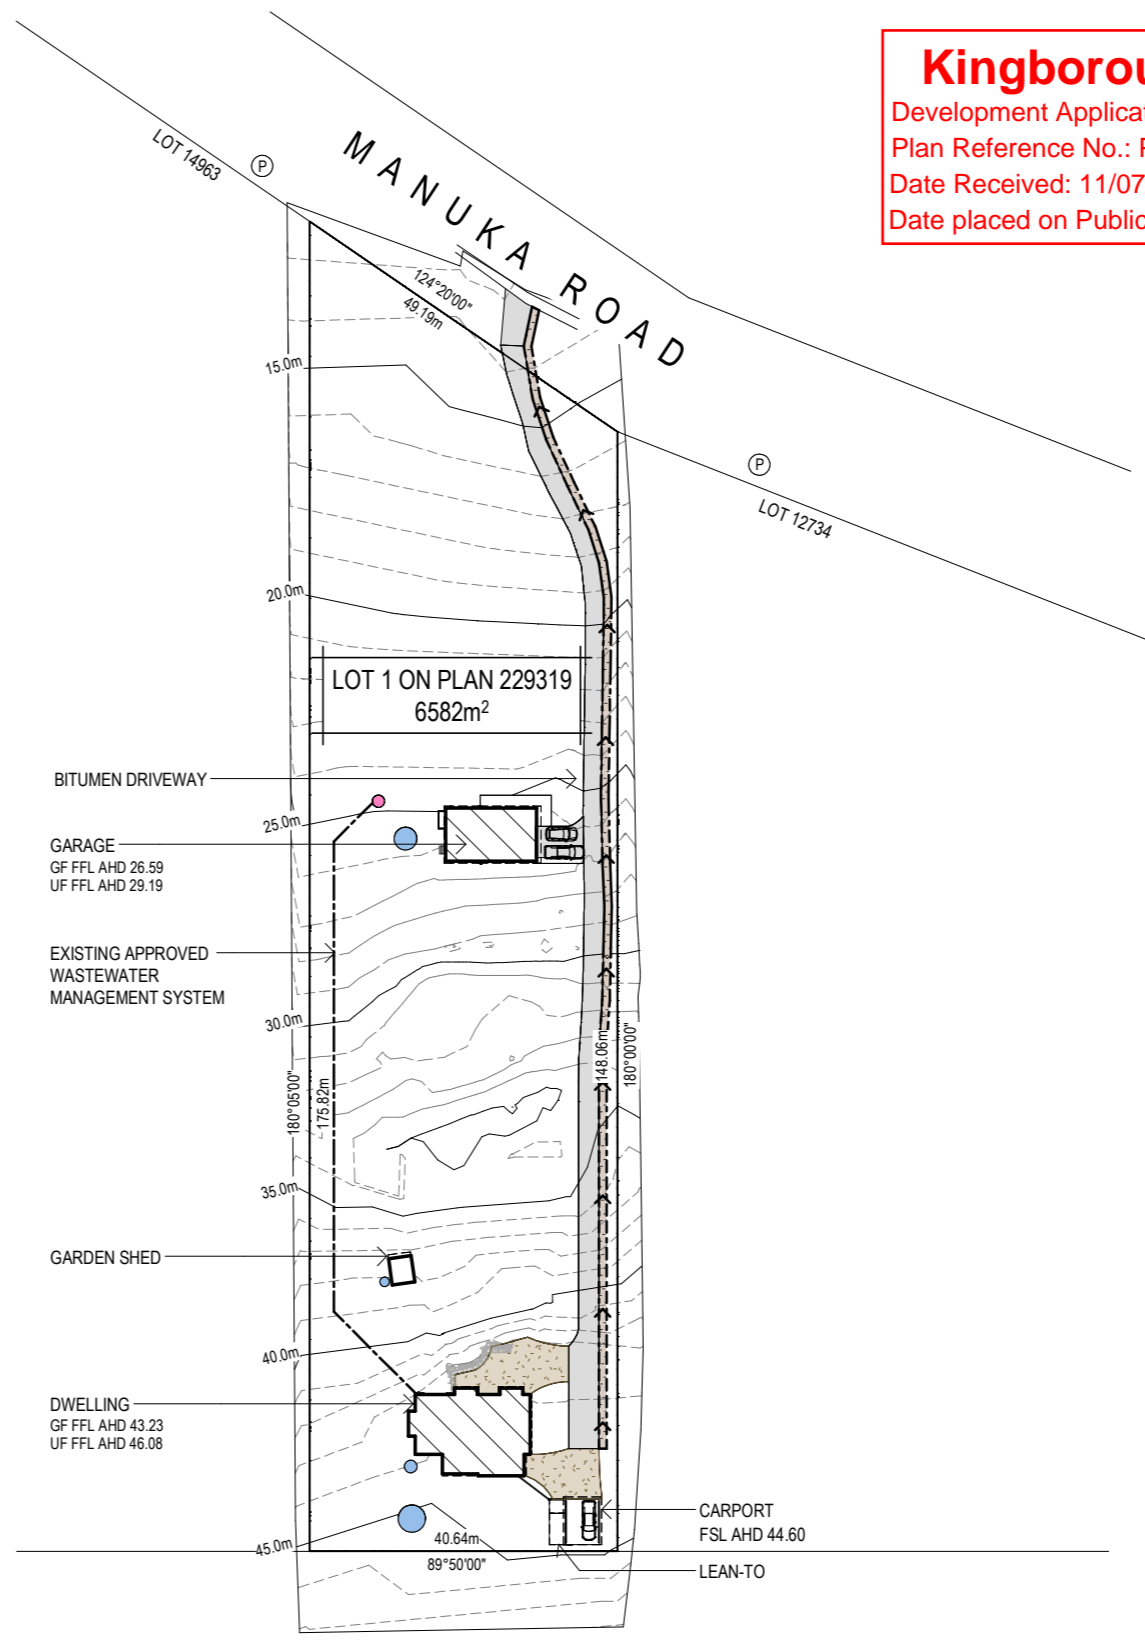 Kingborou
Development Applicat
Plan Reference No.: P
Date Received: 11/07
Date placed on Public
LOT 14963
P
MANUKA ROAD
124°20'00"
49.19m
15.0m
P
LOT 12734
20.0m
LOT 1 ON PLAN 229319
6582m²
BITUMEN DRIVEWAY
25.0m
GARAGE
GF FFL AHD 26.59
UF FFL AHD 29.19
EXISTING APPROVED
WASTEWATER
MANAGEMENT SYSTEM
30.0m
148.06m
180°00'00"
180°05'00"
175.82m
35.0m
GARDEN SHED
40.0m
DWELLING
GF FFL AHD 43.23
UF FFL AHD 46.08
CARPORT
FSL AHD 44.60
40.64m
45.0m
89°50'00"
LEAN-TO